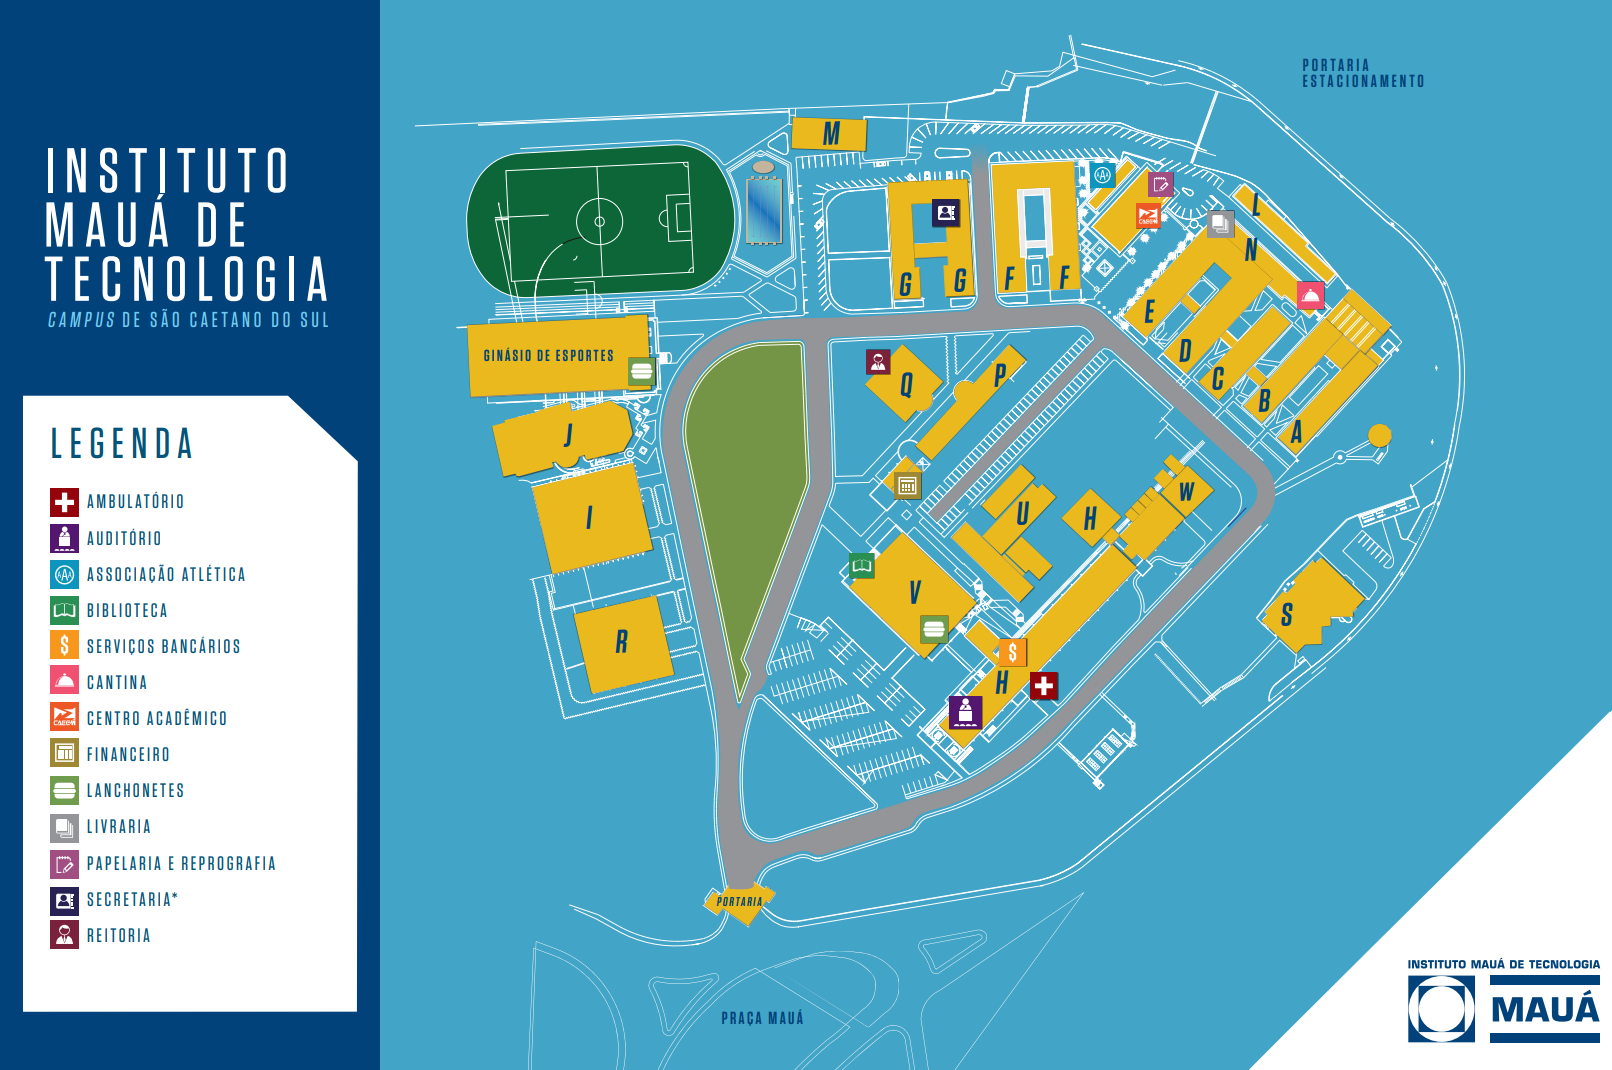 INSTITUTO
MAUÁ DE
TECNOLOGIA
CAMPUS DE SÃO CAETANO DO SUL
LEGENDA
AMBULATÓRIO
AUDITÓRIO
ASSOCIAÇÃO ATLÉTICA
BIBLIOTECA
SERVIÇOS BANCÁRIOS
CANTINA
CENTRO ACADÊMICO
FINANCEIRO
LANCHONETES
LIVRARIA
PAPELARIA E REPROGRAFIA
SECRETARIA*
REITORIA
PORTARIA
ESTACIONAMENTO
M
L
N
G
G
F
F
E
D
C
B
A
GINÁSIO DE ESPORTES
Q
P
J
I
U
H
W
V
S
R
H
PORTARIA
PRAÇA MAUÁ
INSTITUTO MAUÁ DE TECNOLOGIA
MAUÁ